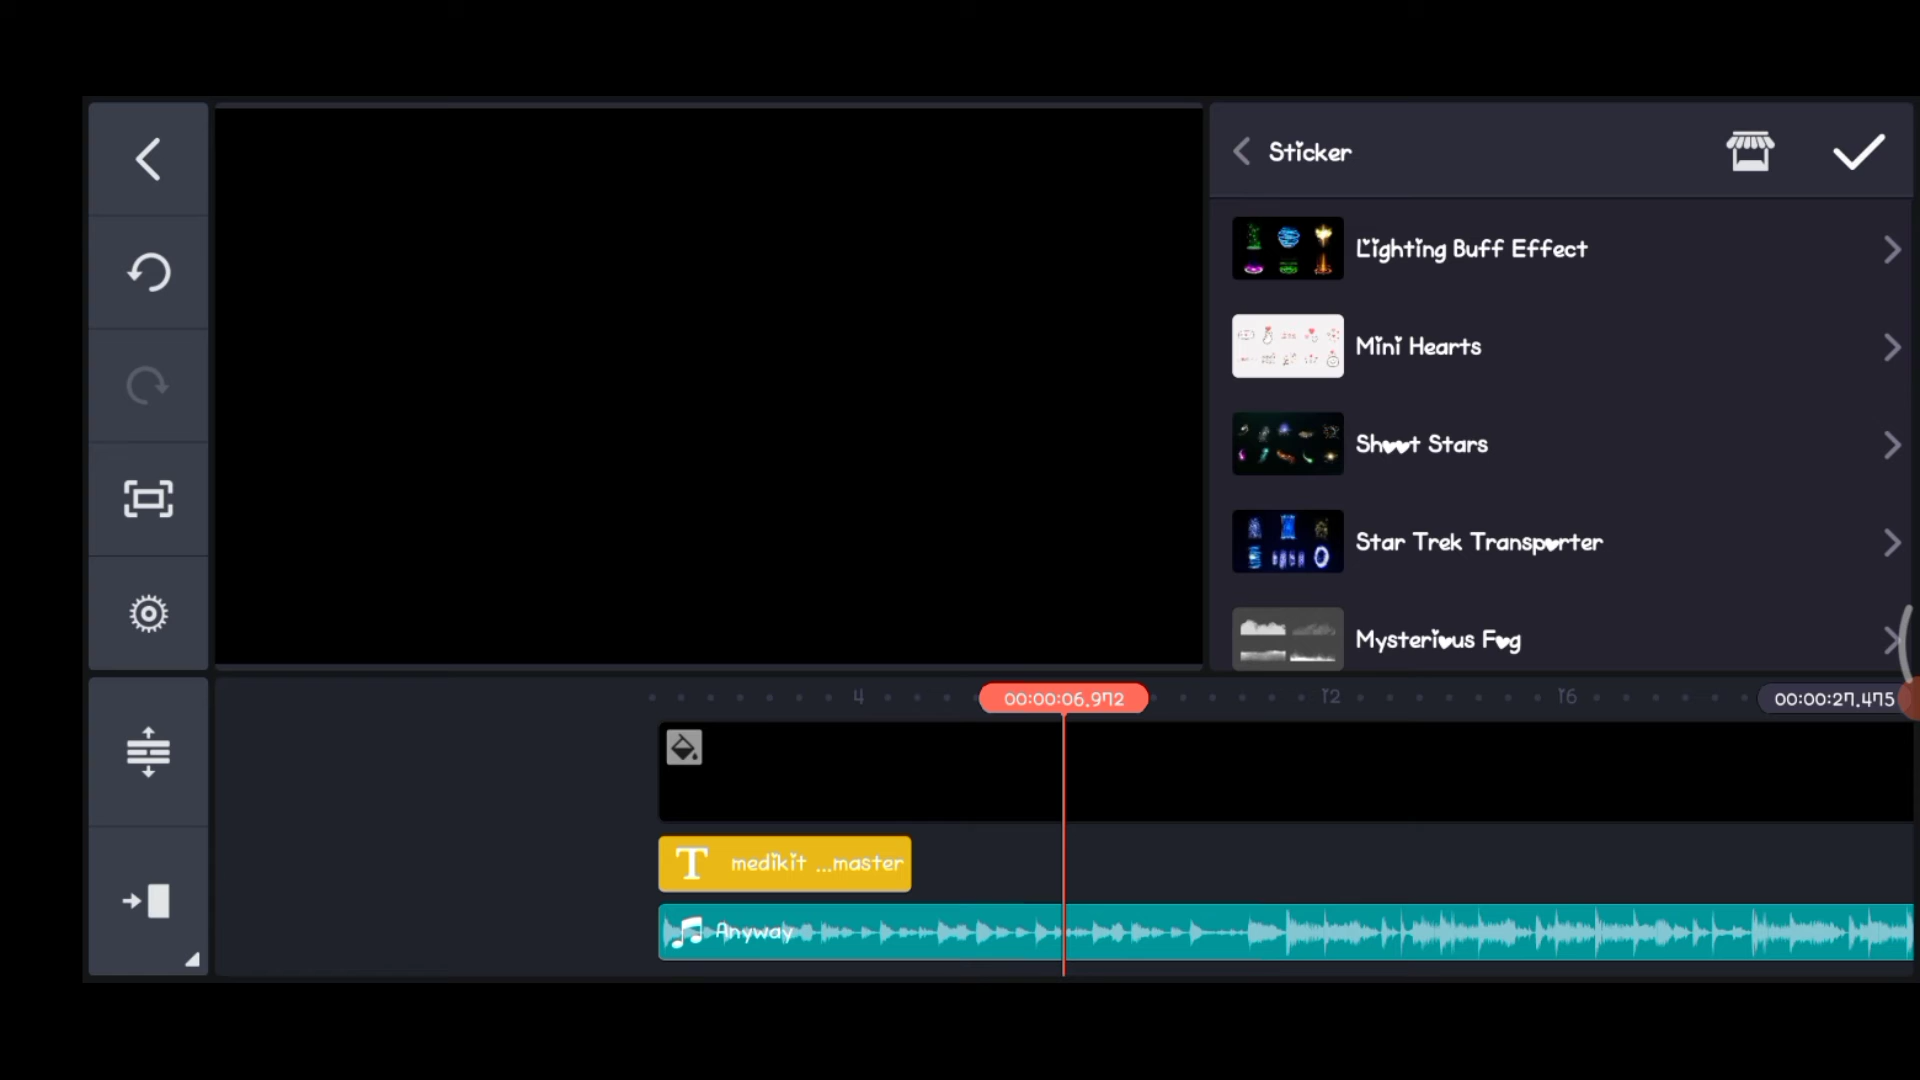 Sticker
Lighting Buff Effect
Mini Hearts
Shoot Stars
Star Trek Transporter
Mysterious Fog
4
00:00:06.972
12
16
00:00:27.475
T medikit ...master
Anyway